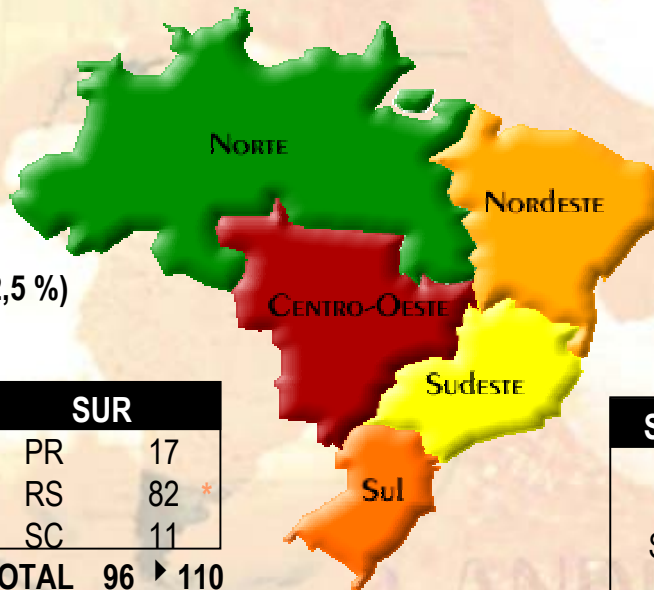 NORTE
NORdESTE
2,5 %)
CENTRO-OESTE
SUdESTE
SUR
PR 17
RS 82 *
SC 11
OTAL 96 ▶ 110
Sul
S
S